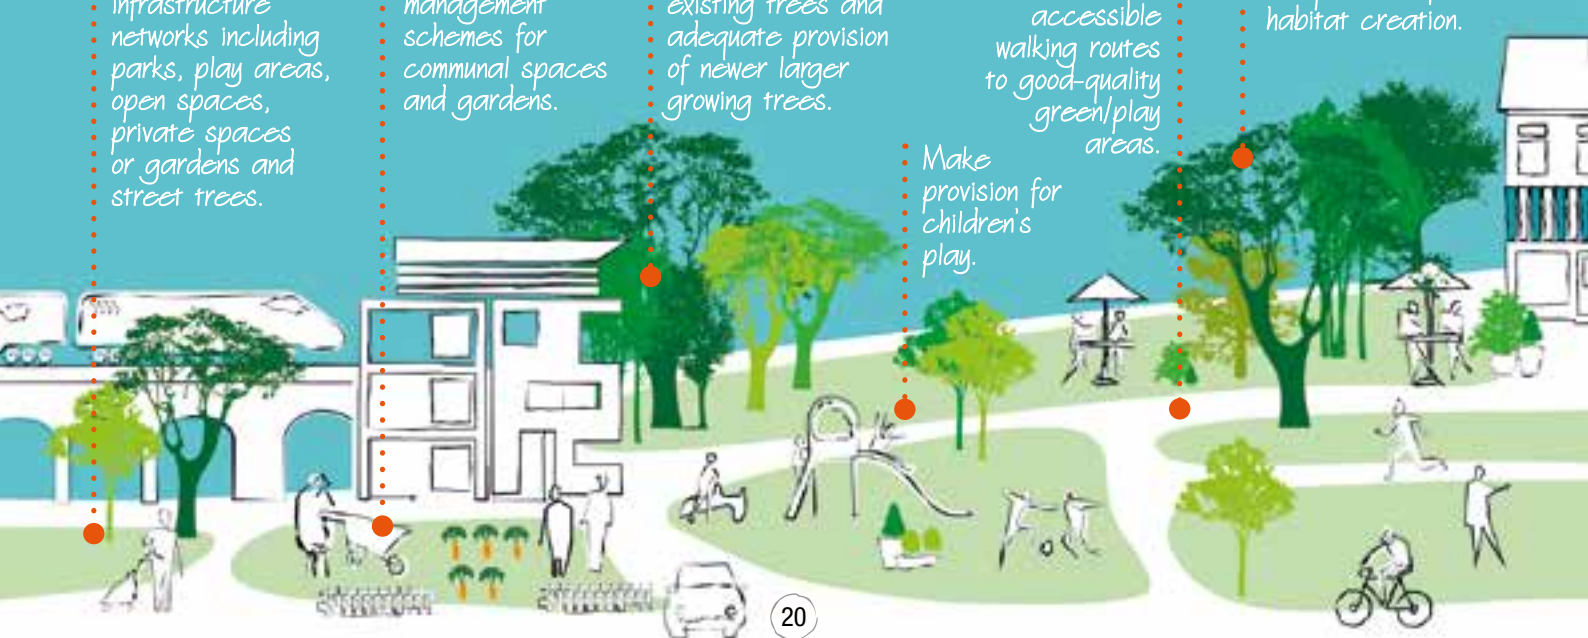 infrastructure
networks including
parks, play areas,
open spaces,
private spaces
or gardens and
street trees.
management
schemes for
communal spaces
and gardens.
existing trees and
adequate provision
of newer larger
growing trees.
Make
provision for
children's
play.
accessible
walking routes
to good-quality
green/play
areas.
habitat creation.
20